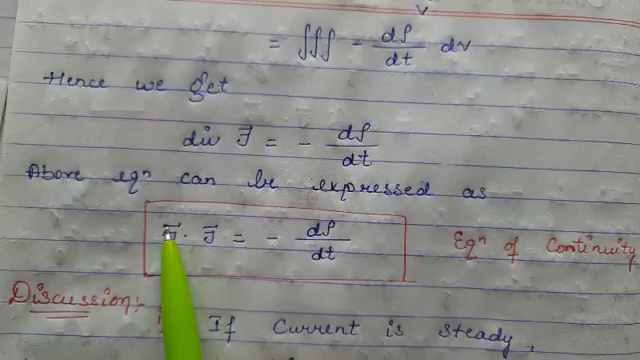 = ∭ - dρ/dt dv
Hence we get
div J̄ = - dρ/dt
Above eqn can be expressed as
∇̄. J̄ = - dρ/dt Eqn of Continuity
Discussion:-
If current is steady,